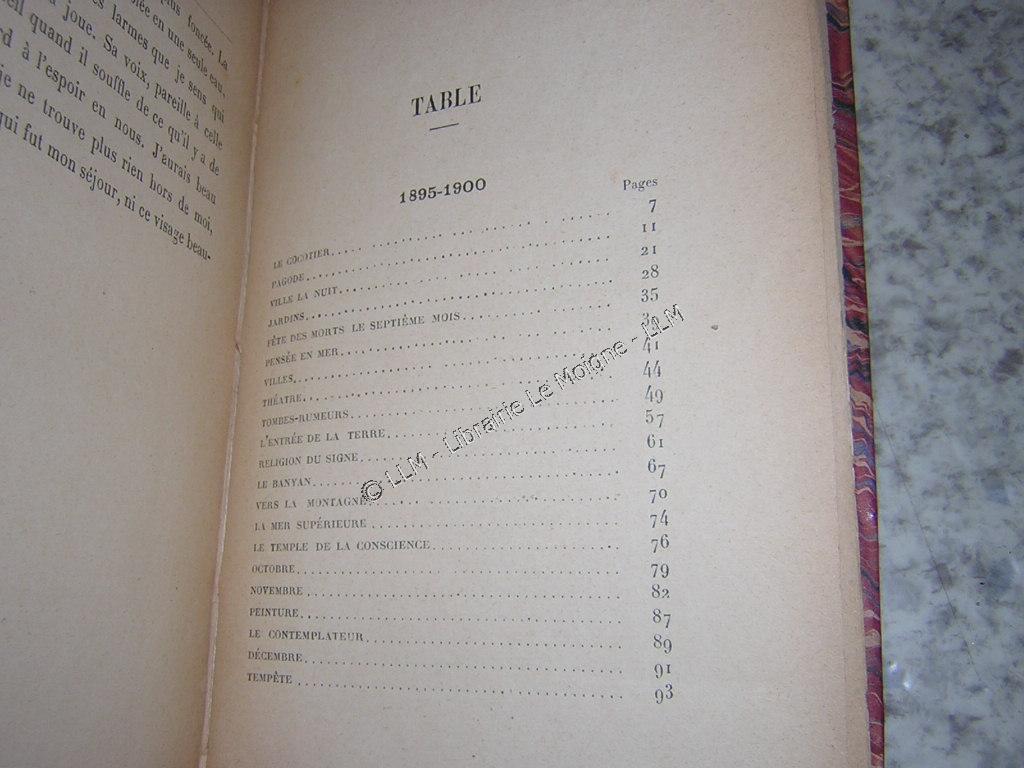 foncée. La
en une seule eau,
larmes que je sens qui
joue. Sa voix, pareille à celle
quand il souffle de ce qu'il y a de
à l'espoir en nous. J'aurais beau
je ne trouve plus rien hors de moi,
qui fut mon séjour, ni ce visage beau-
TABLE
1895-1900
Pages
LE COCOTIER 7
PAGODE 11
VILLE LA NUIT 21
JARDINS 28
FÊTE DES MORTS LE SEPTIÈME MOIS 35
PENSÉE EN MER 39
VILLES 41
THÉATRE 44
TOMBES-RUMEURS 49
L'ENTRÉE DE LA TERRE 57
RELIGION DU SIGNE 61
LE BANYAN 67
VERS LA MONTAGNE 70
LA MER SUPÉRIEURE 74
LE TEMPLE DE LA CONSCIENCE 76
OCTOBRE 79
NOVEMBRE 82
PEINTURE 87
LE CONTEMPLATEUR 89
DÉCEMBRE 91
TEMPÊTE 93
© LLM - Librairie Le Moigne - LLM